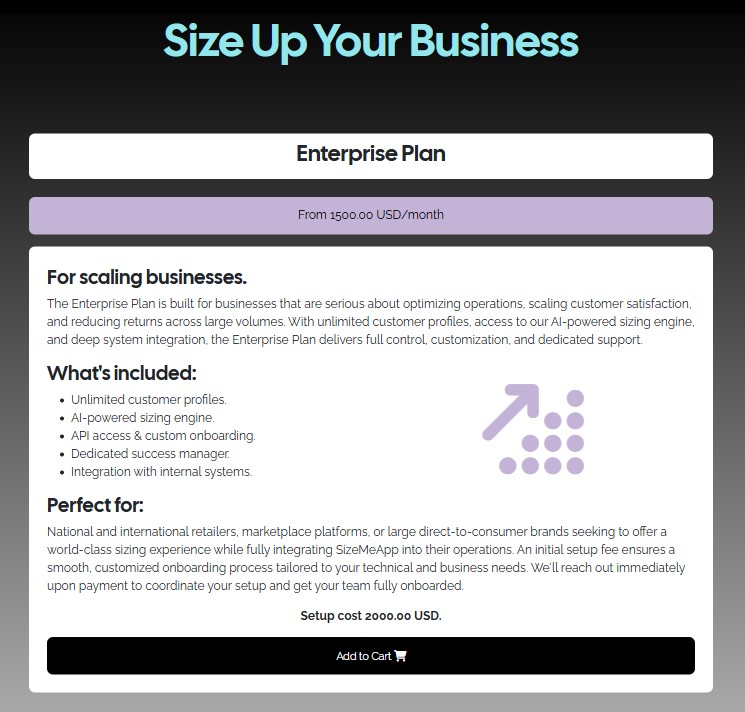 Size Up Your Business
Enterprise Plan
From 1500.00 USD/month
For scaling businesses.
The Enterprise Plan is built for businesses that are serious about optimizing operations, scaling customer satisfaction,
and reducing returns across large volumes. With unlimited customer profiles, access to our AI-powered sizing engine,
and deep system integration, the Enterprise Plan delivers full control, customization, and dedicated support.
What's included:
• Unlimited customer profiles.
• AI-powered sizing engine.
• API access & custom onboarding.
• Dedicated success manager.
• Integration with internal systems.
Perfect for:
National and international retailers, marketplace platforms, or large direct-to-consumer brands seeking to offer a
world-class sizing experience while fully integrating SizeMeApp into their operations. An initial setup fee ensures a
smooth, customized onboarding process tailored to your technical and business needs. We'll reach out immediately
upon payment to coordinate your setup and get your team fully onboarded.
Setup cost 2000.00 USD.
Add to Cart